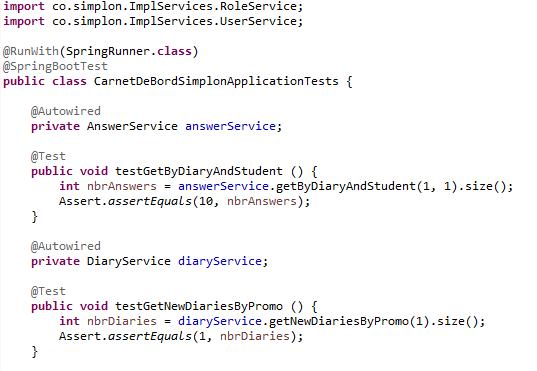 import co.simplon.ImplServices.RoleService;
import co.simplon.ImplServices.UserService;
@RunWith(SpringRunner.class)
@SpringBootTest
public class CarnetDeBordSimplonApplicationTests {
@Autowired
private AnswerService answerService;
@Test
public void testGetByDiaryAndStudent () {
int nbrAnswers = answerService.getByDiaryAndStudent(1, 1).size();
Assert.assertEquals(10, nbrAnswers);
}
@Autowired
private DiaryService diaryService;
@Test
public void testGetNewDiariesByPromo () {
int nbrDiaries = diaryService.getNewDiariesByPromo(1).size();
Assert.assertEquals(1, nbrDiaries);
}